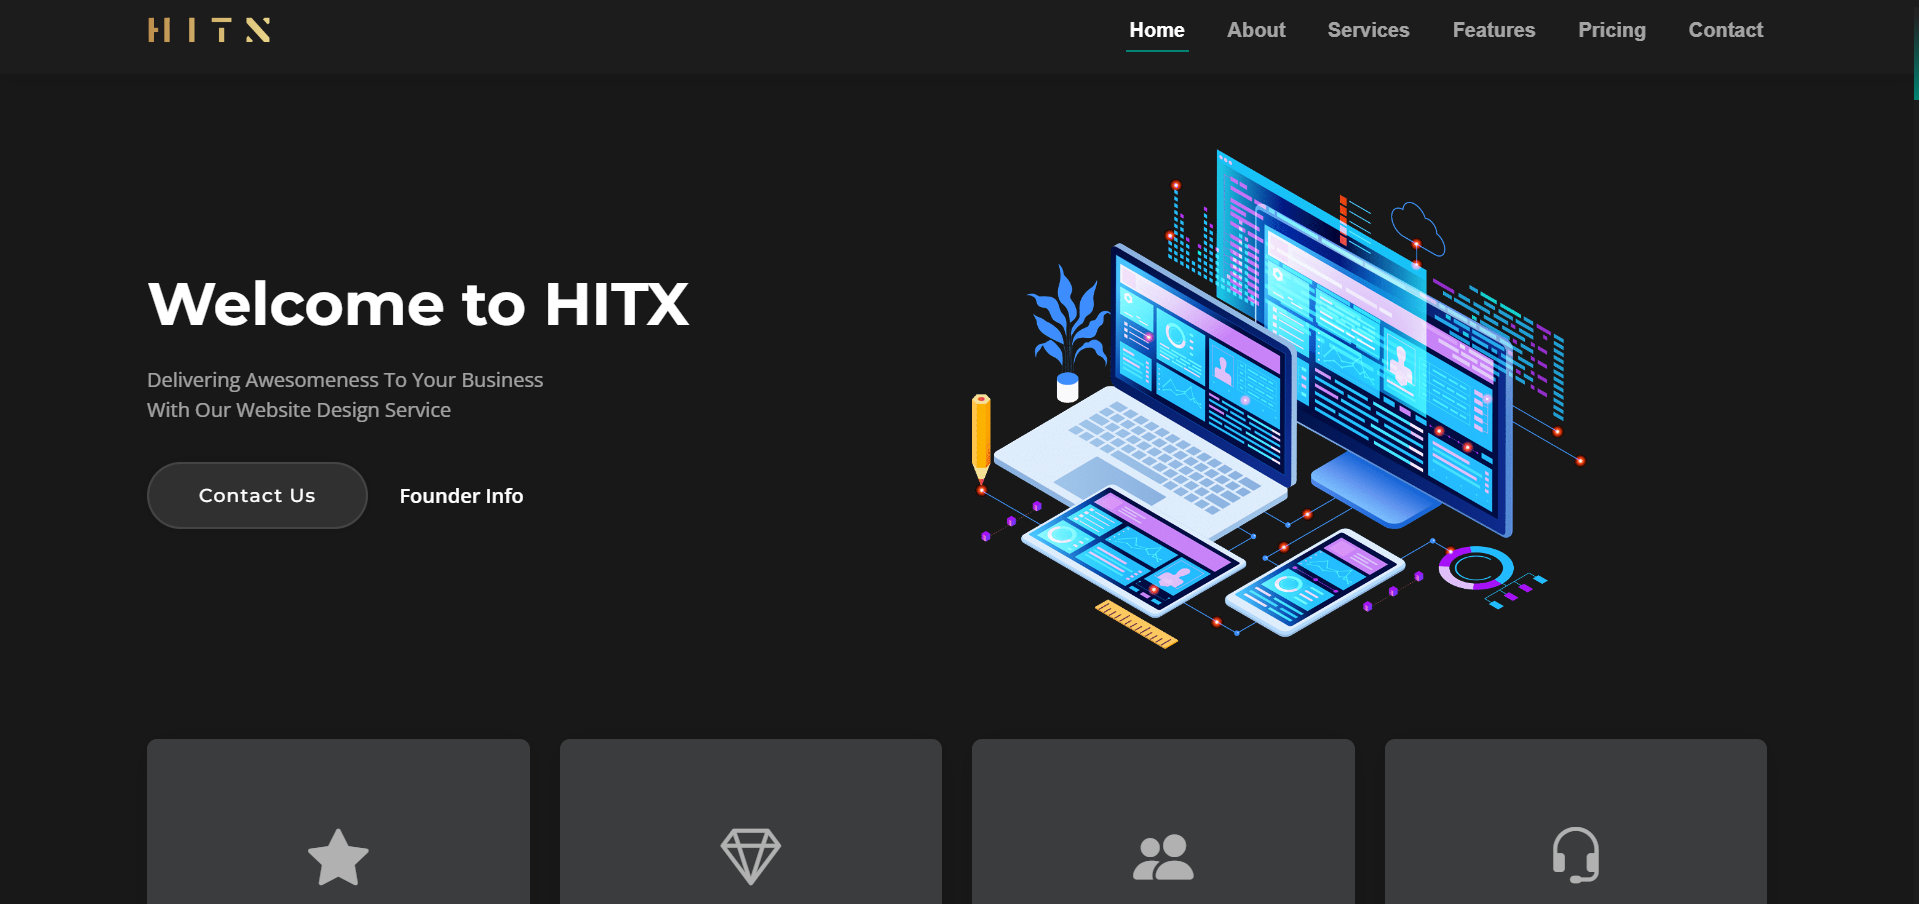 HITX
Home About Services Features Pricing Contact
Welcome to HITX
Delivering Awesomeness To Your Business
With Our Website Design Service
Contact Us Founder Info